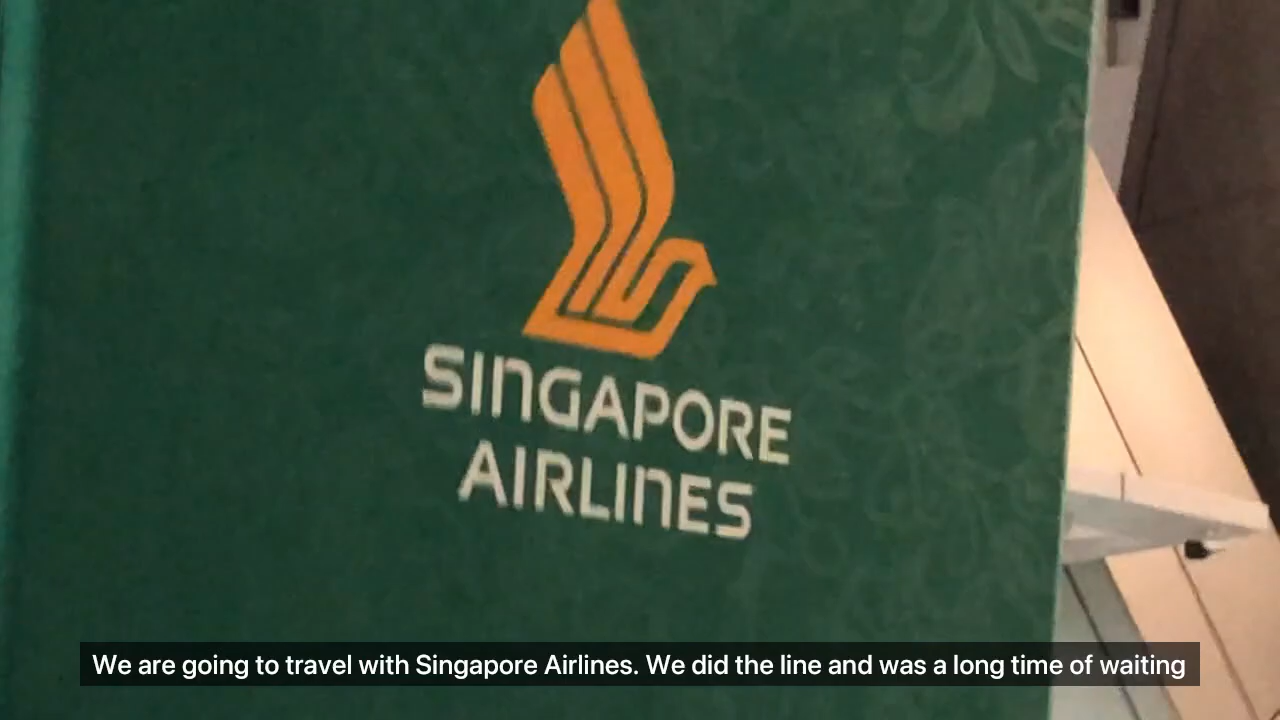 SINGAPORE
AIRLINES
We are going to travel with Singapore Airlines. We did the line and was a long time of waiting